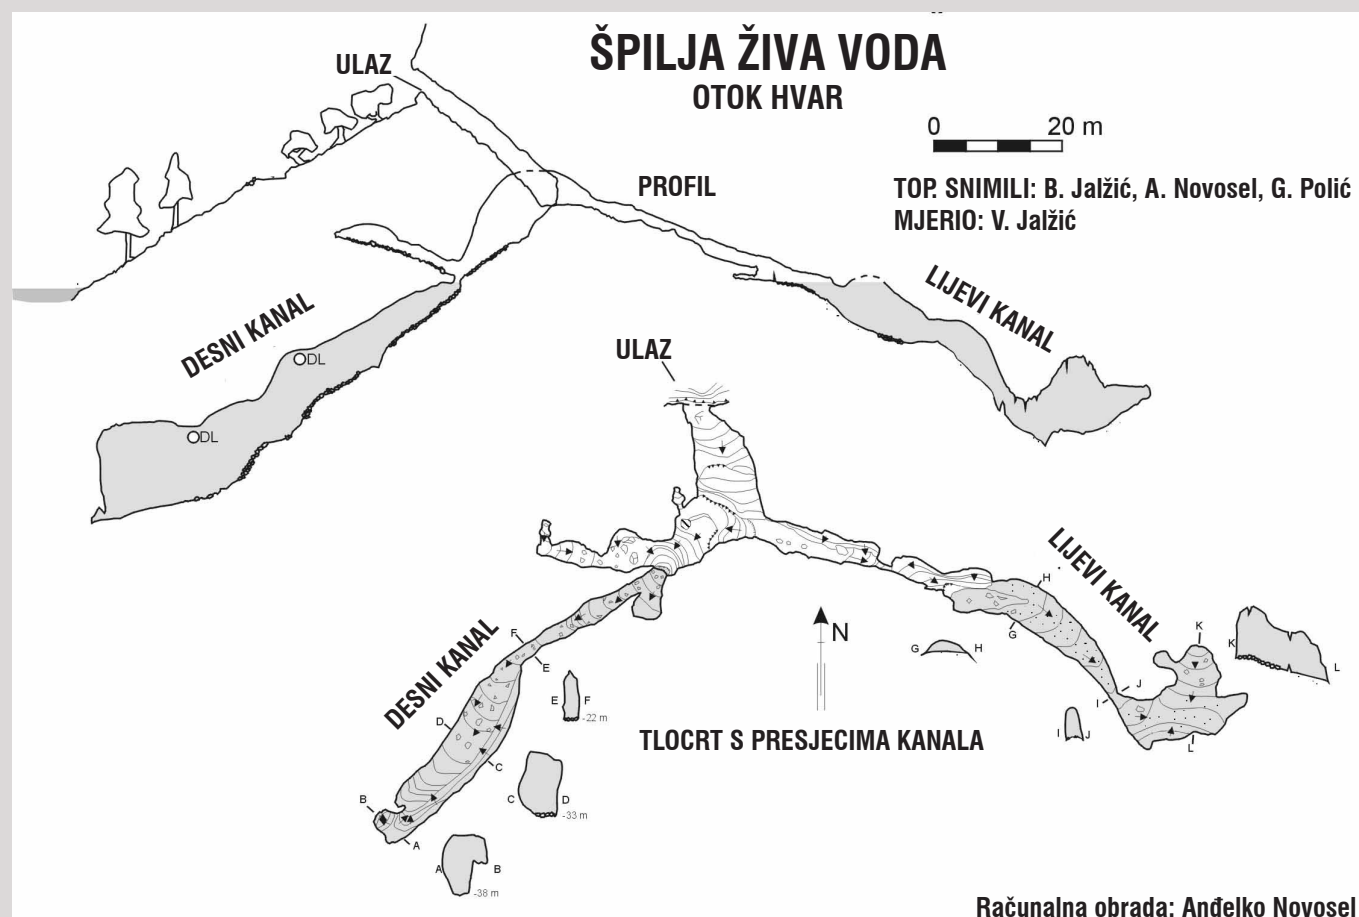 ŠPILJA ŽIVA VODA
OTOK HVAR
ULAZ
0 20 m
PROFIL
TOP. SNIMILI: B. Jalžić, A. Novosel, G. Polić
MJERIO: V. Jalžić
LIJEVI KANAL
DESNI KANAL
DL
DL
ULAZ
LIJEVI KANAL
H
G
G H
N
K
K
L
J
I
I J
L
DESNI KANAL
F
E
E F
-22 m
D
C
C D
-33 m
B
A
A B
-38 m
TLOCRT S PRESJECIMA KANALA
Računalna obrada: Anđelko Novosel